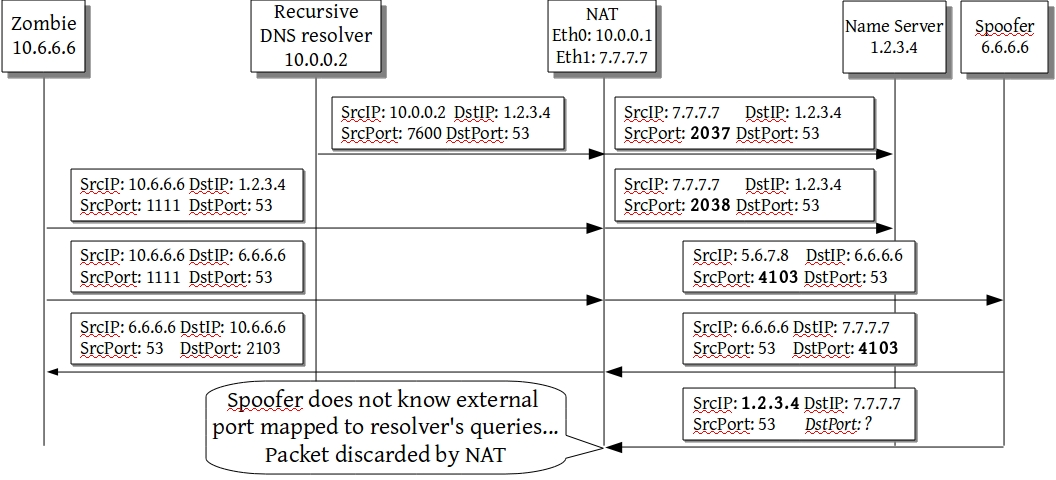 Zombie
10.6.6.6
Recursive
DNS resolver
10.0.0.2
NAT
Eth0: 10.0.0.1
Eth1: 7.7.7.7
Name Server
1.2.3.4
Spoofer
6.6.6.6
SrcIP: 10.0.0.2 DstIP: 1.2.3.4
SrcPort: 7600 DstPort: 53
SrcIP: 7.7.7.7 DstIP: 1.2.3.4
SrcPort: 2037 DstPort: 53
SrcIP: 10.6.6.6 DstIP: 1.2.3.4
SrcPort: 1111 DstPort: 53
SrcIP: 7.7.7.7 DstIP: 1.2.3.4
SrcPort: 2038 DstPort: 53
SrcIP: 10.6.6.6 DstIP: 6.6.6.6
SrcPort: 1111 DstPort: 53
SrcIP: 5.6.7.8 DstIP: 6.6.6.6
SrcPort: 4103 DstPort: 53
SrcIP: 6.6.6.6 DstIP: 10.6.6.6
SrcPort: 53 DstPort: 2103
SrcIP: 6.6.6.6 DstIP: 7.7.7.7
SrcPort: 53 DstPort: 4103
Spoofer does not know external
port mapped to resolver's queries...
Packet discarded by NAT
SrcIP: 1.2.3.4 DstIP: 7.7.7.7
SrcPort: 53 DstPort: ?